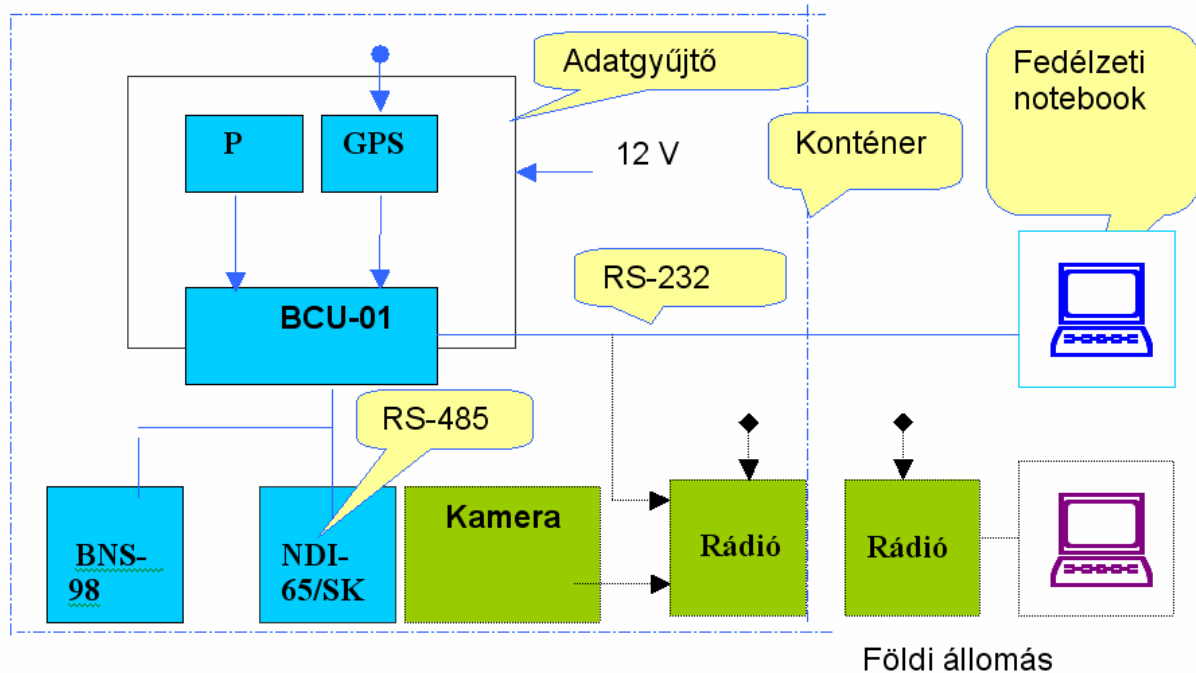 Adatgyűjtő
Fedélzeti
notebook
P
GPS
12 V
Konténer
RS-232
BCU-01
RS-485
Kamera
BNS-
98
NDI-
65/SK
Rádió
Rádió
Földi állomás